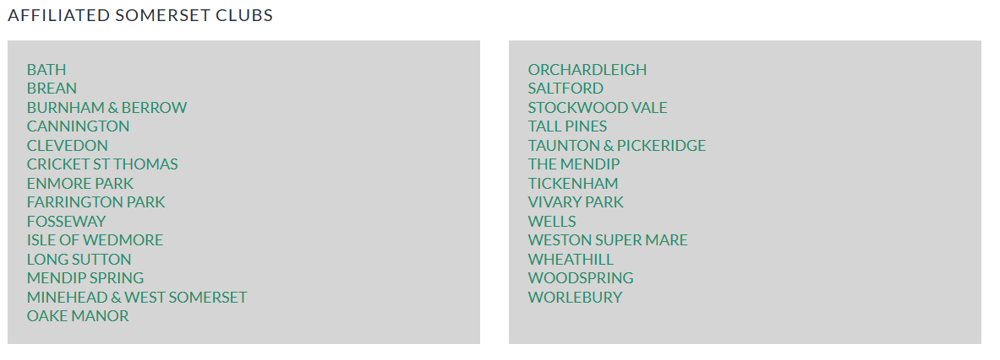 AFFILIATED SOMERSET CLUBS
BATH
BREAN
BURNHAM & BERROW
CANNINGTON
CLEVEDON
CRICKET ST THOMAS
ENMORE PARK
FARRINGTON PARK
FOSSEWAY
ISLE OF WEDMORE
LONG SUTTON
MENDIP SPRING
MINEHEAD & WEST SOMERSET
OAKE MANOR
ORCHARDLEIGH
SALTFORD
STOCKWOOD VALE
TALL PINES
TAUNTON & PICKERIDGE
THE MENDIP
TICKENHAM
VIVARY PARK
WELLS
WESTON SUPER MARE
WHEATHILL
WOODSPRING
WORLEBURY